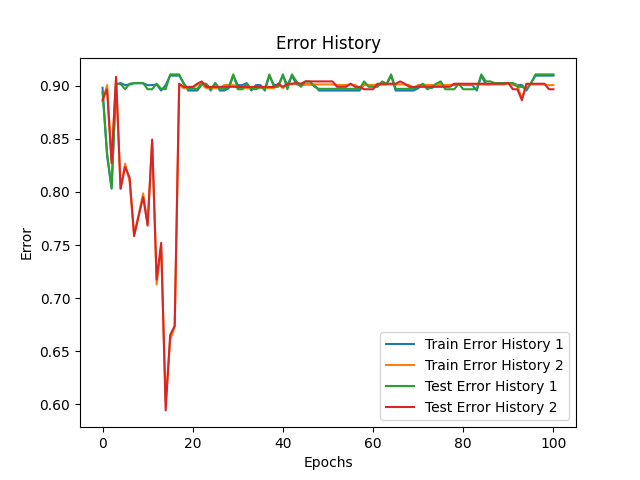 Error History
0.90
0.85
0.80
0.75
0.70
0.65
0.60
Error
0
20
40
60
80
100
Epochs
Train Error History 1
Train Error History 2
Test Error History 1
Test Error History 2